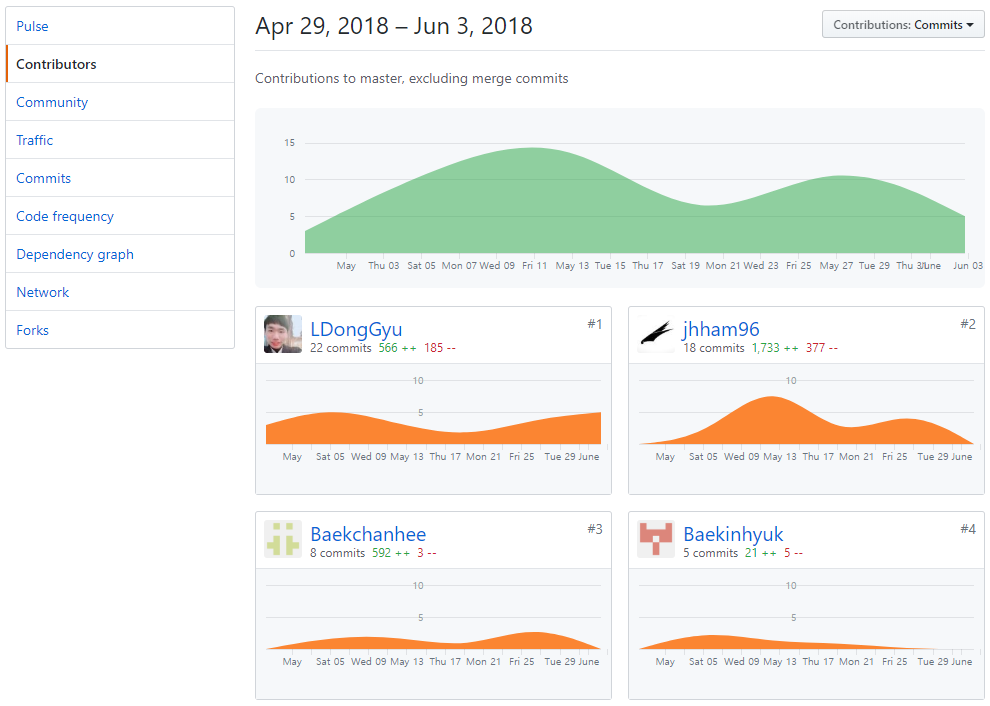 Pulse
Contributors
Community
Traffic
Commits
Code frequency
Dependency graph
Network
Forks
Apr 29, 2018 – Jun 3, 2018
Contributions: Commits
Contributions to master, excluding merge commits
15
10
5
0
May Thu 03 Sat 05 Mon 07 Wed 09 Fri 11 May 13 Tue 15 Thu 17 Sat 19 Mon 21 Wed 23 Fri 25 May 27 Tue 29 Thu 31 June Jun 03
LDongGyu #1
22 commits 566 ++ 185 --
10
5
May Sat 05 Wed 09 May 13 Thu 17 Mon 21 Fri 25 Tue 29 June
jhham96 #2
18 commits 1,733 ++ 377 --
10
5
May Sat 05 Wed 09 May 13 Thu 17 Mon 21 Fri 25 Tue 29 June
Baekchanhee #3
8 commits 592 ++ 3 --
10
5
May Sat 05 Wed 09 May 13 Thu 17 Mon 21 Fri 25 Tue 29 June
Baekinhyuk #4
5 commits 21 ++ 5 --
10
5
May Sat 05 Wed 09 May 13 Thu 17 Mon 21 Fri 25 Tue 29 June